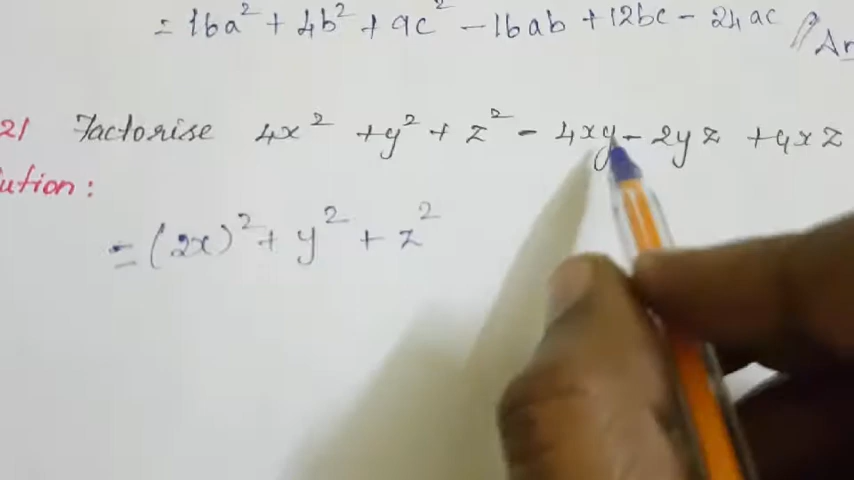 = 16a² + 4b² + 9c² - 16ab + 12bc - 24ac //
21 Factorise 4x² + y² + z² - 4xy - 2yz + 4xz
ution :
= (2x)² + y² + z²